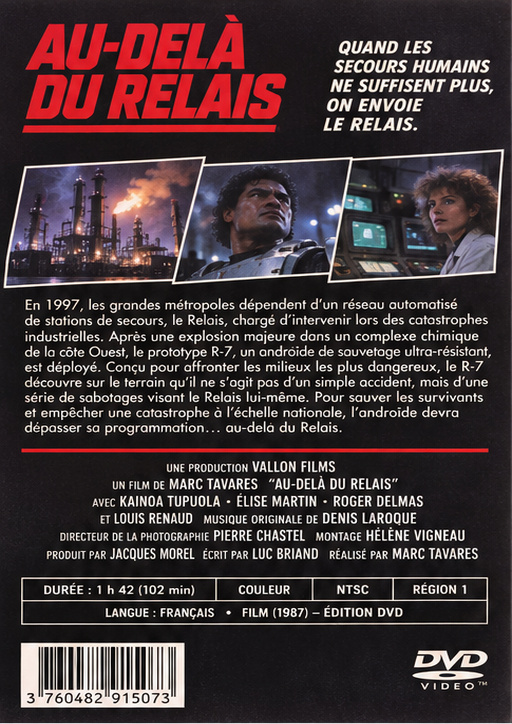 AU-DELÀ
DU RELAIS
QUAND LES
SECOURS HUMAINS
NE SUFFISENT PLUS,
ON ENVOIE
LE RELAIS.
En 1997, les grandes métropoles dépendent d'un réseau automatisé
de stations de secours, le Relais, chargé d'intervenir lors des catastrophes
industrielles. Après une explosion majeure dans un complexe chimique
de la côte Ouest, le prototype R-7, un androïde de sauvetage ultra-résistant,
est déployé. Conçu pour affronter les milieux les plus dangereux, le R-7
découvre sur le terrain qu'il ne s'agit pas d'un simple accident, mais d'une
série de sabotages visant le Relais lui-même. Pour sauver les survivants
et empêcher une catastrophe à l'échelle nationale, l'androïde devra
dépasser sa programmation... au-delà du Relais.
UNE PRODUCTION VALLON FILMS
UN FILM DE MARC TAVARES "AU-DELÀ DU RELAIS"
AVEC KAINOA TUPUOLA • ÉLISE MARTIN • ROGER DELMAS
ET LOUIS RENAUD MUSIQUE ORIGINALE DE DENIS LAROQUE
DIRECTEUR DE LA PHOTOGRAPHIE PIERRE CHASTEL MONTAGE HÉLÈNE VIGNEAU
PRODUIT PAR JACQUES MOREL ÉCRIT PAR LUC BRIAND RÉALISÉ PAR MARC TAVARES
DURÉE : 1 h 42 (102 min) COULEUR NTSC RÉGION 1
LANGUE : FRANÇAIS • FILM (1987) – ÉDITION DVD
3 760482 915073
DVD
VIDEO™